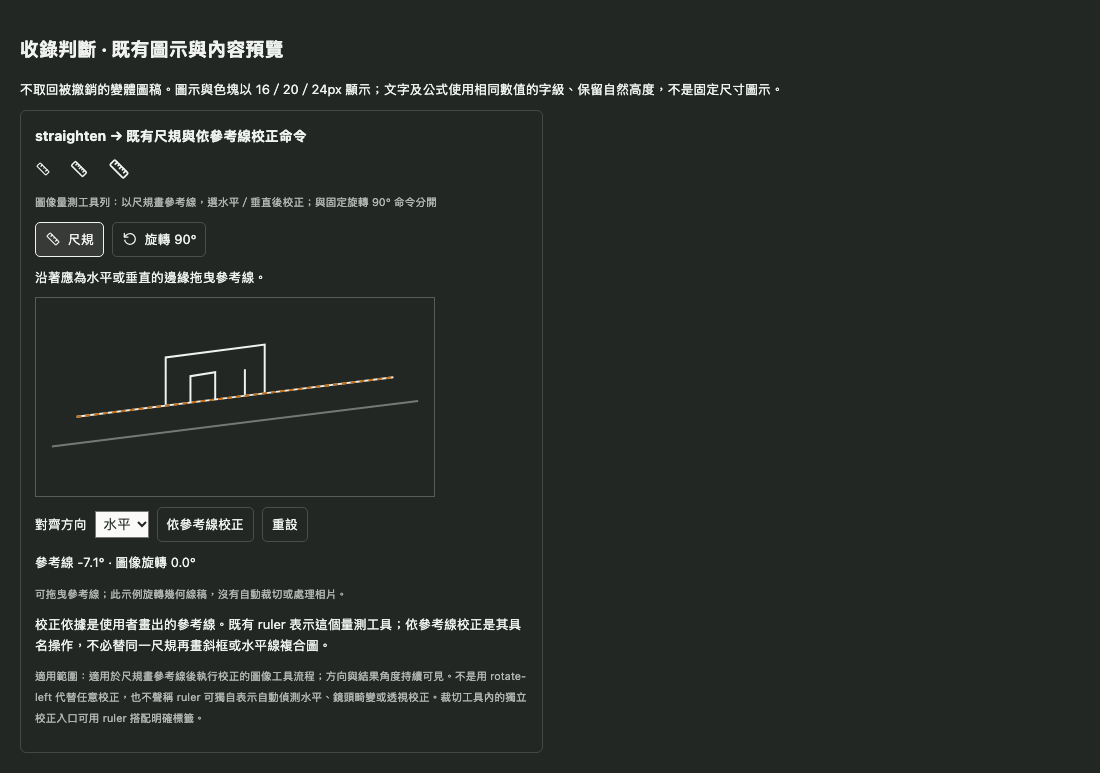 收錄判斷 · 既有圖示與內容預覽
不取回被撤銷的變體圖稿。圖示與色塊以 16 / 20 / 24px 顯示；文字及公式使用相同數值的字級、保留自然高度，不是固定尺寸圖示。
straighten → 既有尺規與依參考線校正命令
圖像量測工具列：以尺規畫參考線，選水平 / 垂直後校正；與固定旋轉 90° 命令分開
尺規 旋轉 90°
沿著應為水平或垂直的邊緣拖曳參考線。
對齊方向 水平 依參考線校正 重設
參考線 -7.1° · 圖像旋轉 0.0°
可拖曳參考線；此示例旋轉幾何線稿，沒有自動裁切或處理相片。
校正依據是使用者畫出的參考線。既有 ruler 表示這個量測工具；依參考線校正是其具
名操作，不必替同一尺規再畫斜框或水平線複合圖。
適用範圍：適用於尺規畫參考線後執行校正的圖像工具流程；方向與結果角度持續可見。不是用 rotate-
left 代替任意校正，也不聲稱 ruler 可獨自表示自動偵測水平、鏡頭畸變或透視校正。裁切工具內的獨立
校正入口可用 ruler 搭配明確標籤。